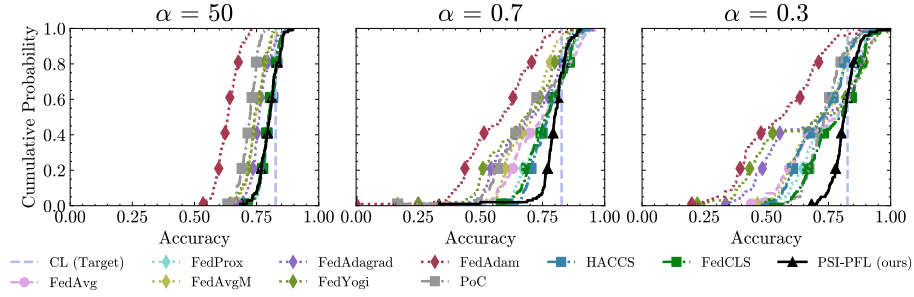 α = 50
α = 0.7
α = 0.3
Cumulative Probability
1.0
0.8
0.6
0.4
0.2
0.0
0.00 0.25 0.50 0.75 1.00
0.00 0.25 0.50 0.75 1.00
0.00 0.25 0.50 0.75 1.00
Accuracy
Accuracy
Accuracy
CL (Target) FedProx FedAdagrad FedAdam HACCS FedCLS PSI-PFL (ours)
FedAvg FedAvgM FedYogi PoC